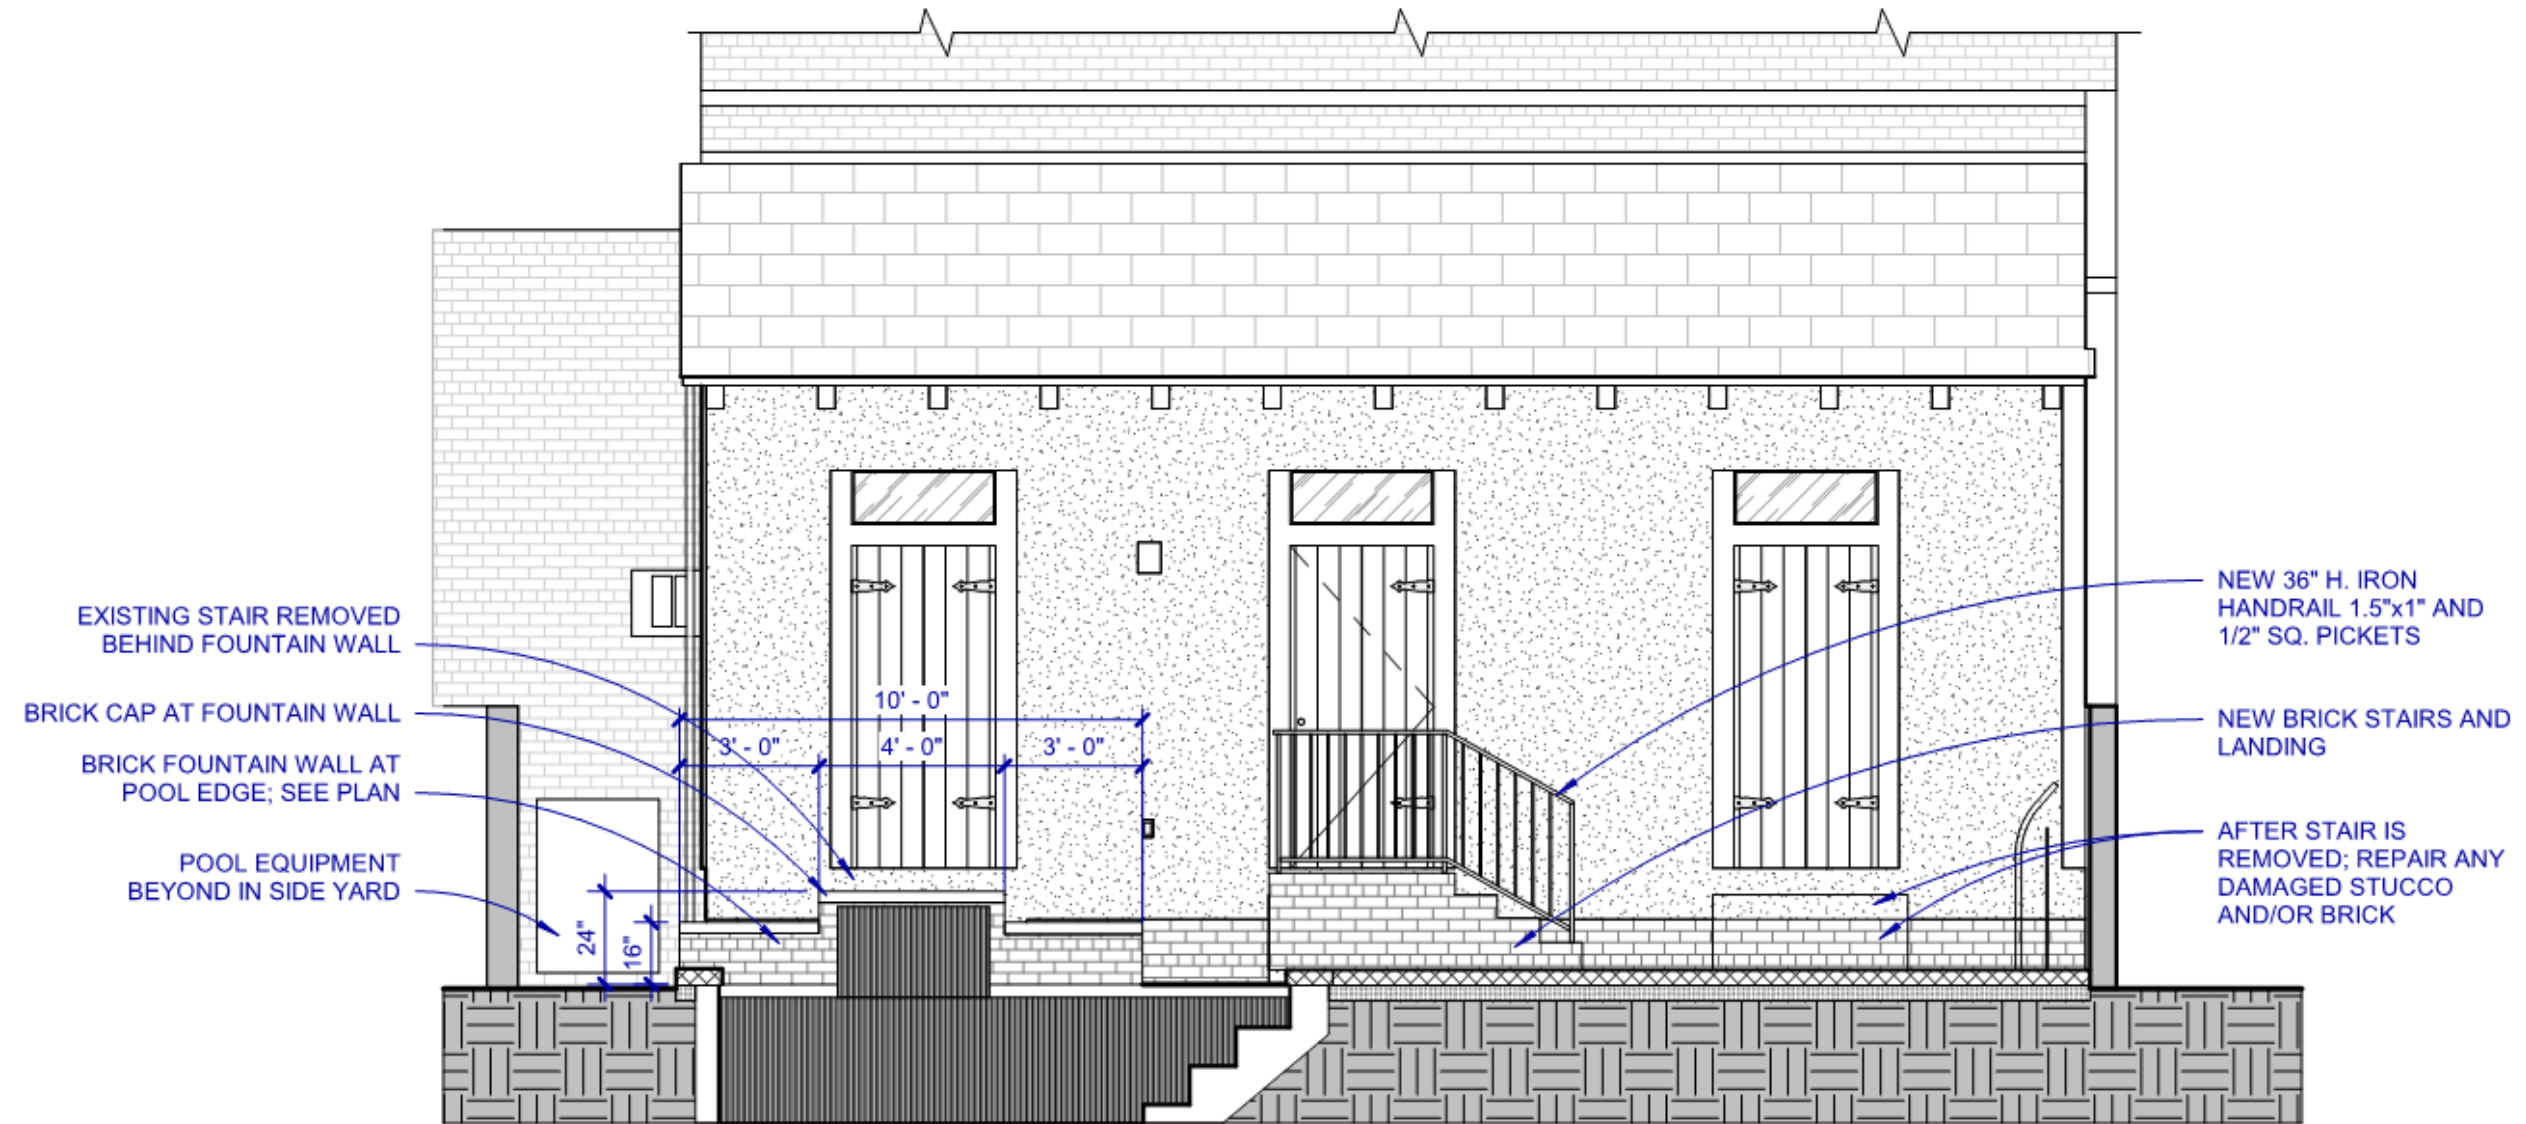 EXISTING STAIR REMOVED
BEHIND FOUNTAIN WALL
BRICK CAP AT FOUNTAIN WALL
BRICK FOUNTAIN WALL AT
POOL EDGE; SEE PLAN
POOL EQUIPMENT
BEYOND IN SIDE YARD
10' - 0"
3' - 0"
4' - 0"
3' - 0"
24"
16"
NEW 36" H. IRON
HANDRAIL 1.5"x1" AND
1/2" SQ. PICKETS
NEW BRICK STAIRS AND
LANDING
AFTER STAIR IS
REMOVED; REPAIR ANY
DAMAGED STUCCO
AND/OR BRICK